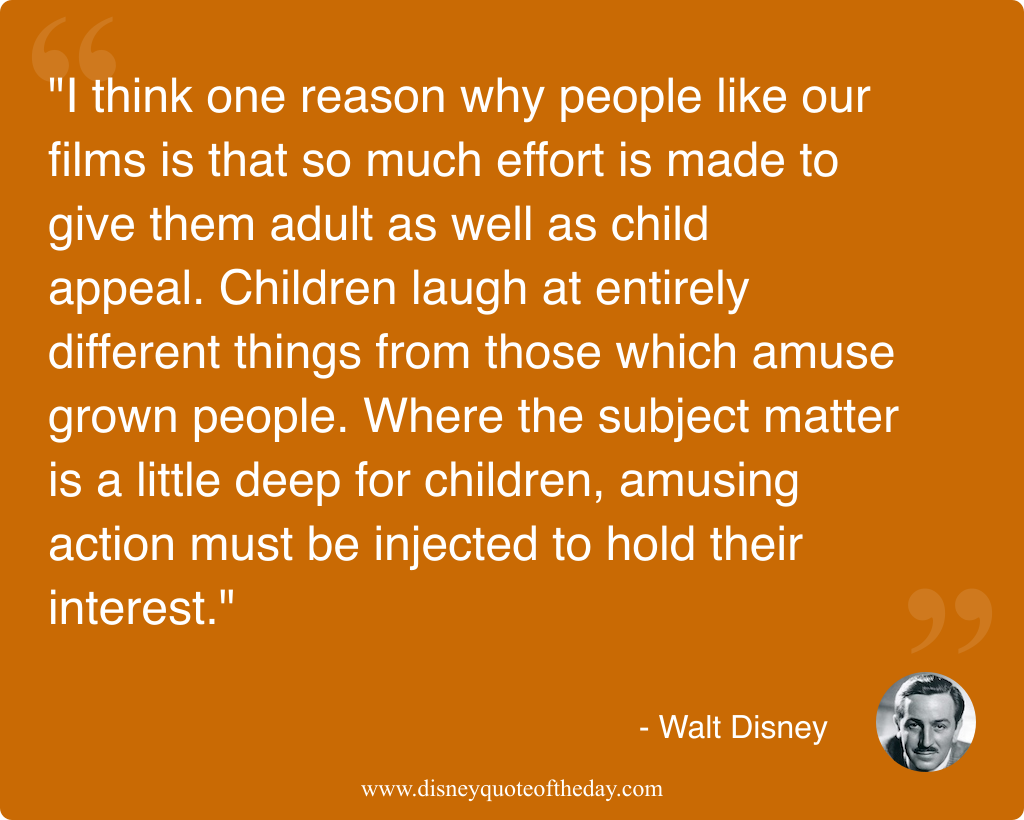 "I think one reason why people like our
films is that so much effort is made to
give them adult as well as child
appeal. Children laugh at entirely
different things from those which amuse
grown people. Where the subject matter
is a little deep for children, amusing
action must be injected to hold their
interest."
- Walt Disney
www.disneyquoteoftheday.com